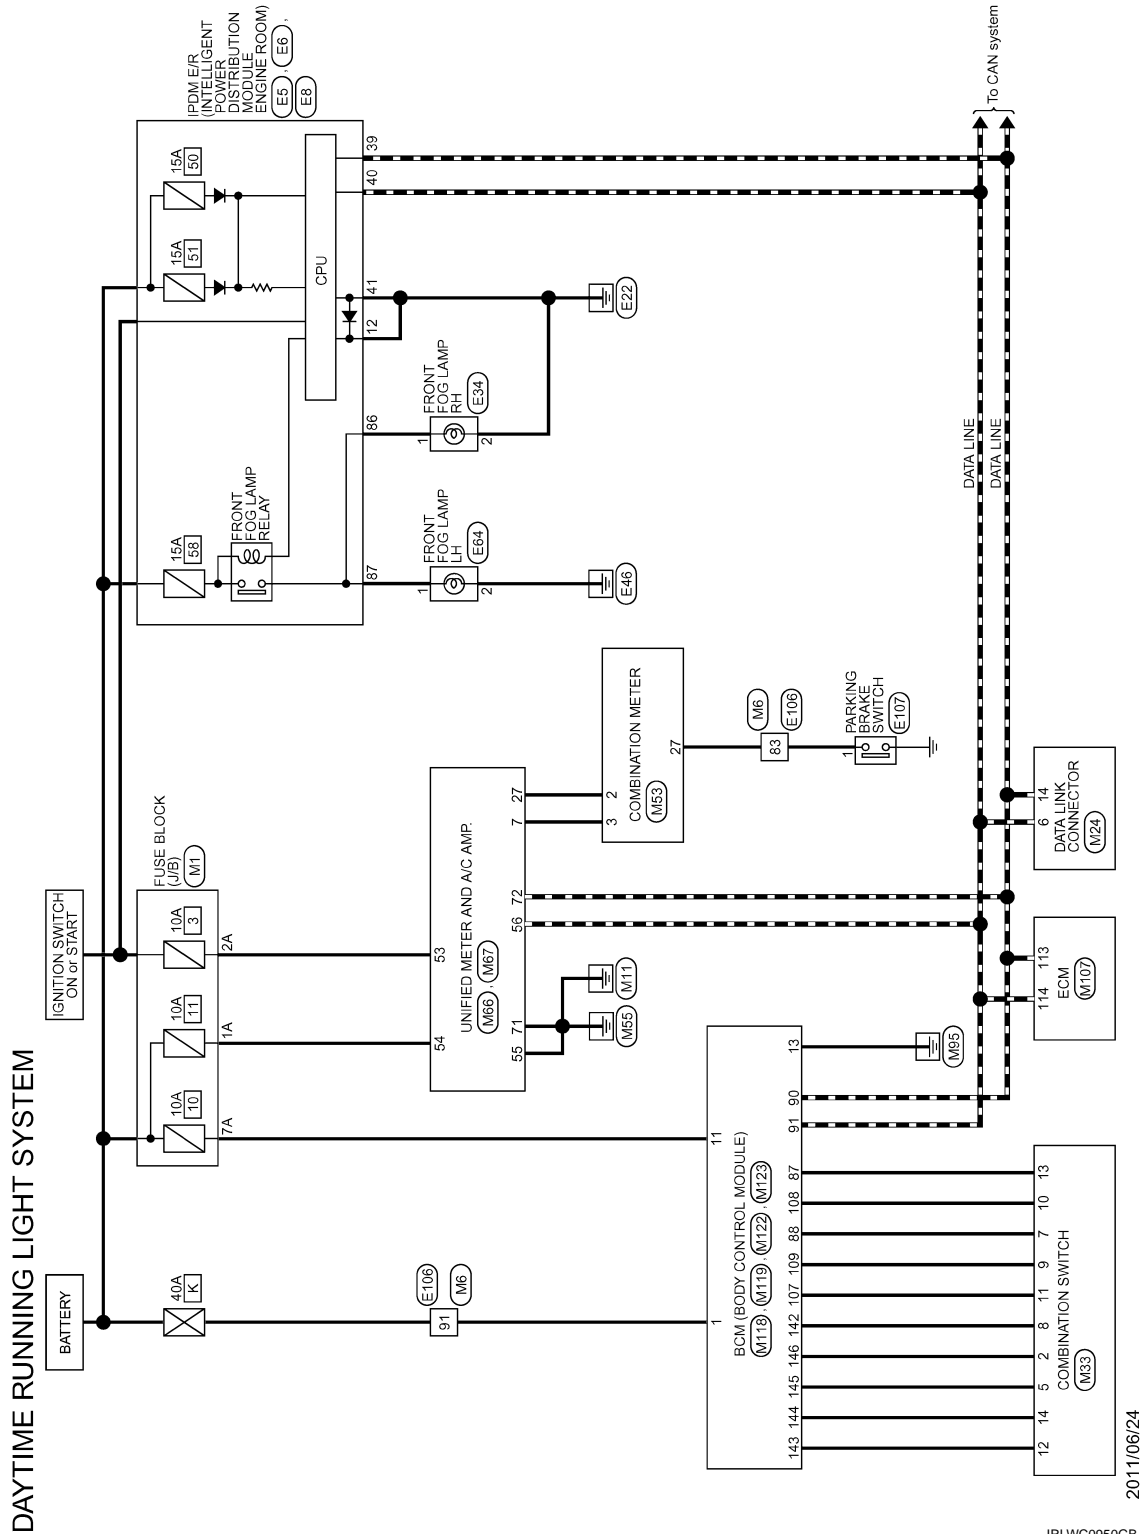 DAYTIME RUNNING LIGHT SYSTEM
BATTERY
IGNITION SWITCH
ON or START
40A
K
FUSE BLOCK
(J/B)
M1
10A
10
10A
11
10A
3
7A
1A
2A
15A
58
15A
51
15A
50
IPDM E/R
(INTELLIGENT
POWER
DISTRIBUTION
MODULE
ENGINE ROOM)
E5 , E6 ,
E8
FRONT
FOG LAMP
RELAY
CPU
87
86
12
41
40
39
E106
M6
91
54
53
UNIFIED METER AND A/C AMP.
M66 , M67
55
71
56
72
7
27
1
FRONT
FOG LAMP
LH
E64
2
1
FRONT
FOG LAMP
RH
E34
2
M55
M11
E46
E22
3
2
COMBINATION METER
M53
27
1
11
BCM (BODY CONTROL MODULE)
M118 , M119 , M122 , M123
143
144
145
146
142
107
109
88
108
87
91
90
13
M6
E106
83
PARKING
BRAKE
SWITCH
E107
1
M95
DATA LINE
DATA LINE
To CAN system
12
14
5
2
8
11
9
7
10
13
COMBINATION SWITCH
M33
114
113
ECM
M107
6
14
DATA LINK
CONNECTOR
M24
2011/06/24